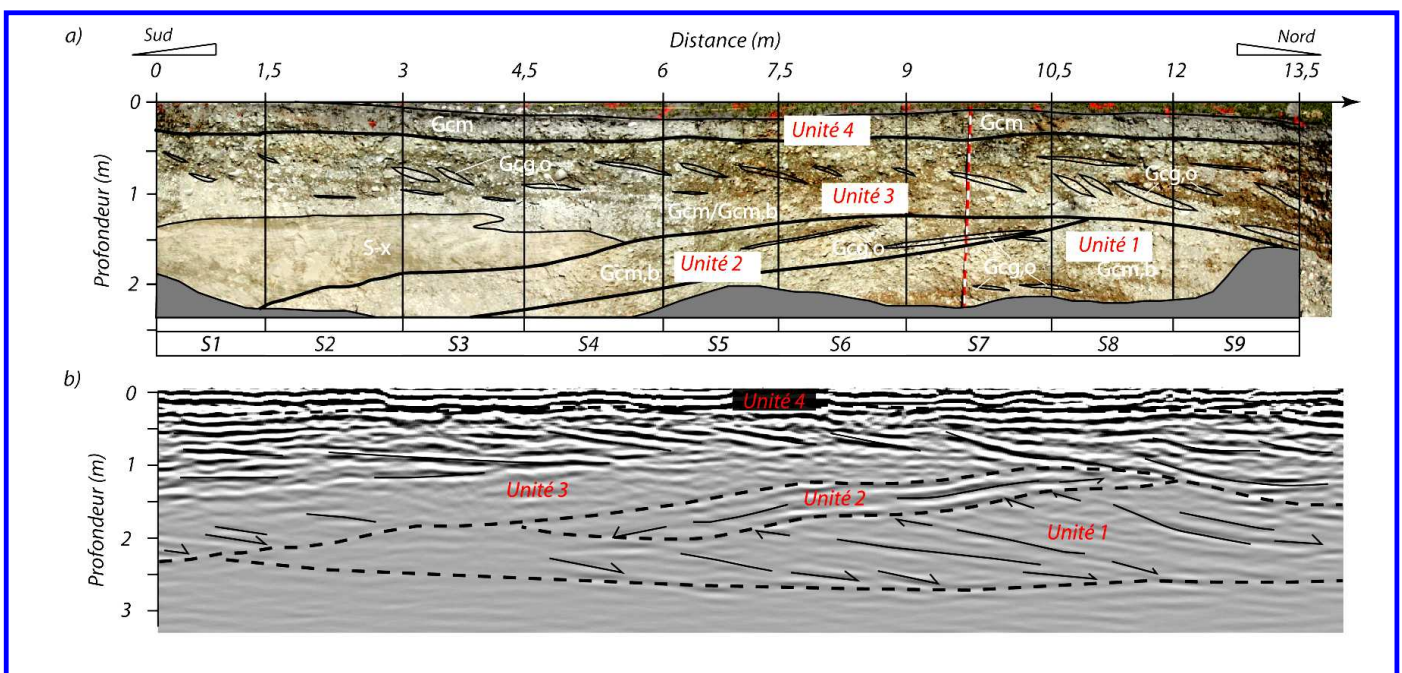 a)
Sud
Distance (m)
Nord
0 1,5 3 4,5 6 7,5 9 10,5 12 13,5
Profondeur (m)
0
1
2
Gcm
Unité 4
Gcm
Gcg,o
Gcg,o
Unité 3
Gcm/Gcm,b
S-x
Gcm,b
Unité 2
Gcg,o
Gcg,o
Unité 1
Gcm,b
S1 S2 S3 S4 S5 S6 S7 S8 S9
b)
Profondeur (m)
0
1
2
3
Unité 4
Unité 3
Unité 2
Unité 1